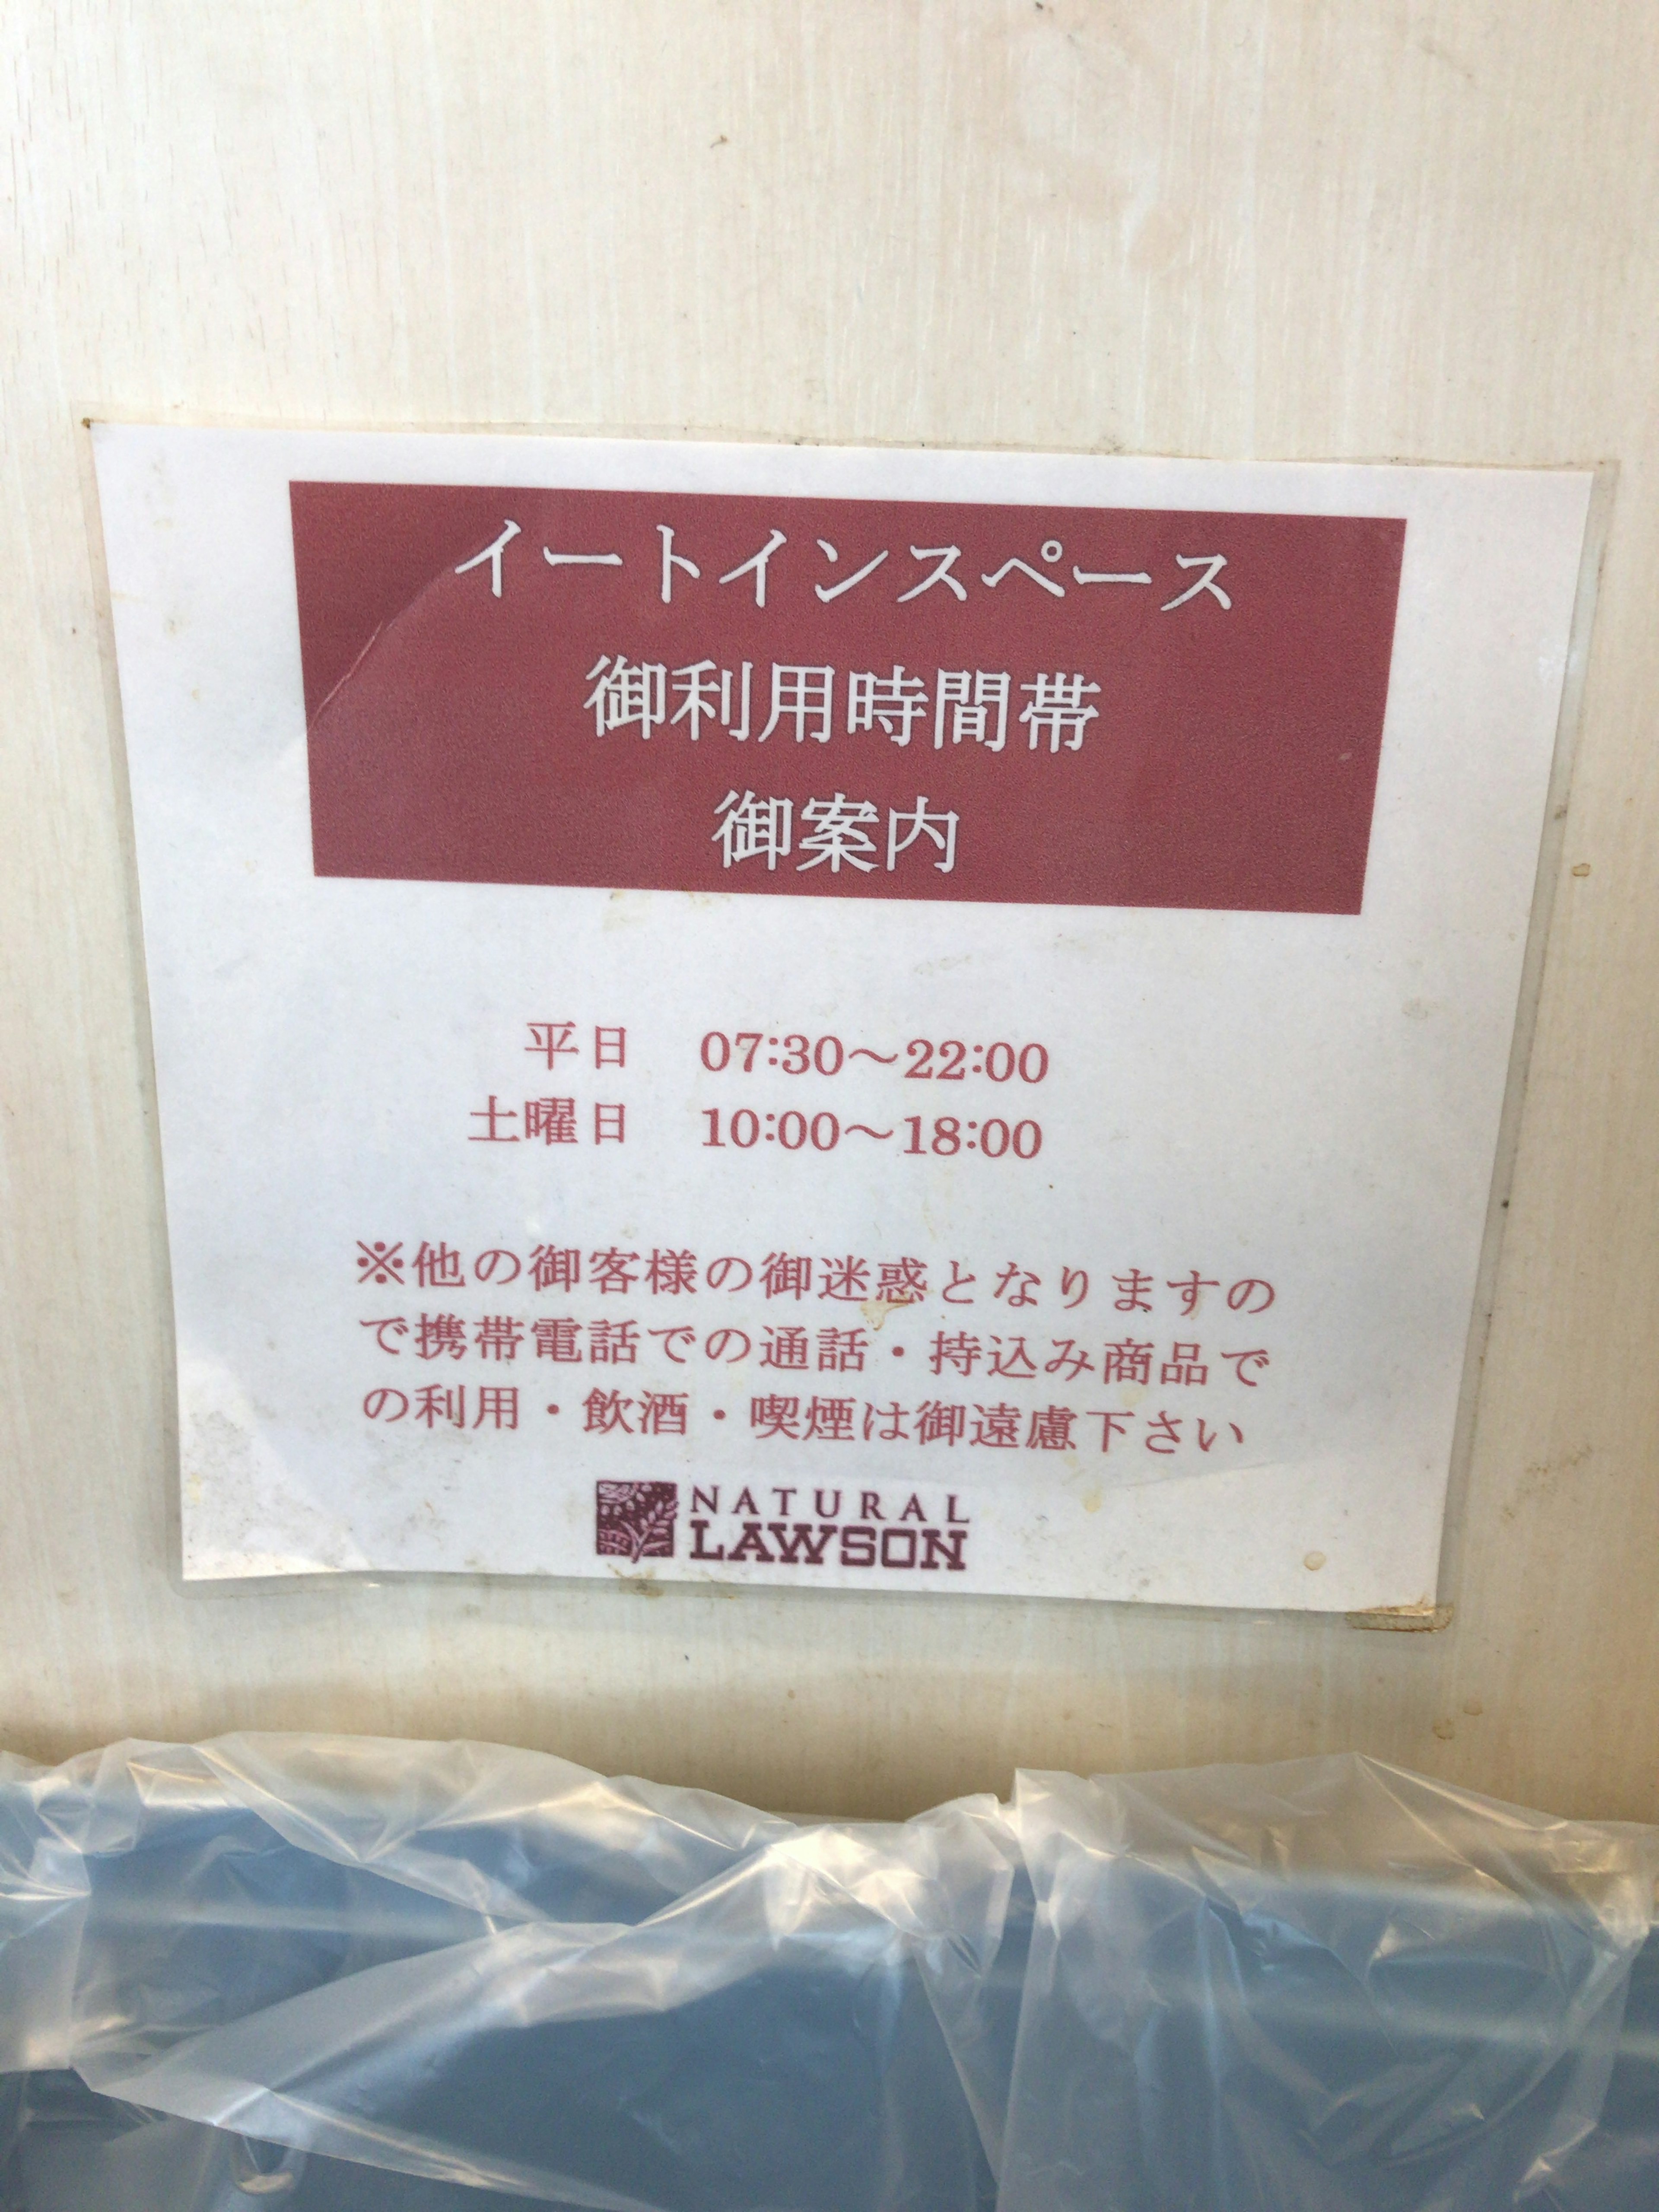 イートインスペース
御利用時間帯
御案内
平日　07:30～22:00
土曜日　10:00～18:00
※他の御客様の御迷惑となりますの
で携帯電話での通話・持込み商品で
の利用・飲酒・喫煙は御遠慮下さい
NATURAL
LAWSON